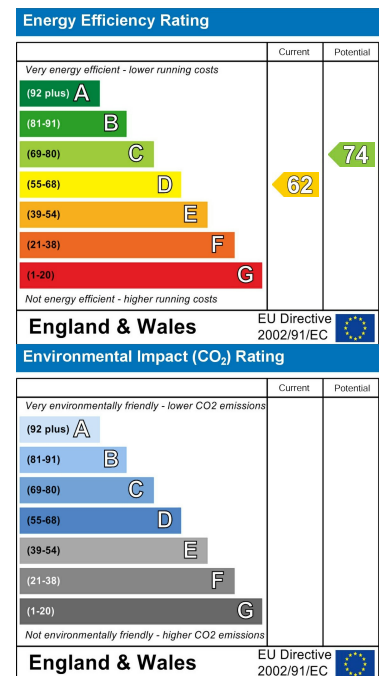 Energy Efficiency Rating
Current Potential
Very energy efficient - lower running costs
(92 plus) A
(81-91) B
(69-80) C
(55-68) D
(39-54) E
(21-38) F
(1-20) G
62
74
Not energy efficient - higher running costs
England & Wales
EU Directive
2002/91/EC
Environmental Impact (CO₂) Rating
Current Potential
Very environmentally friendly - lower CO2 emissions
(92 plus) A
(81-91) B
(69-80) C
(55-68) D
(39-54) E
(21-38) F
(1-20) G
Not environmentally friendly - higher CO2 emissions
England & Wales
EU Directive
2002/91/EC